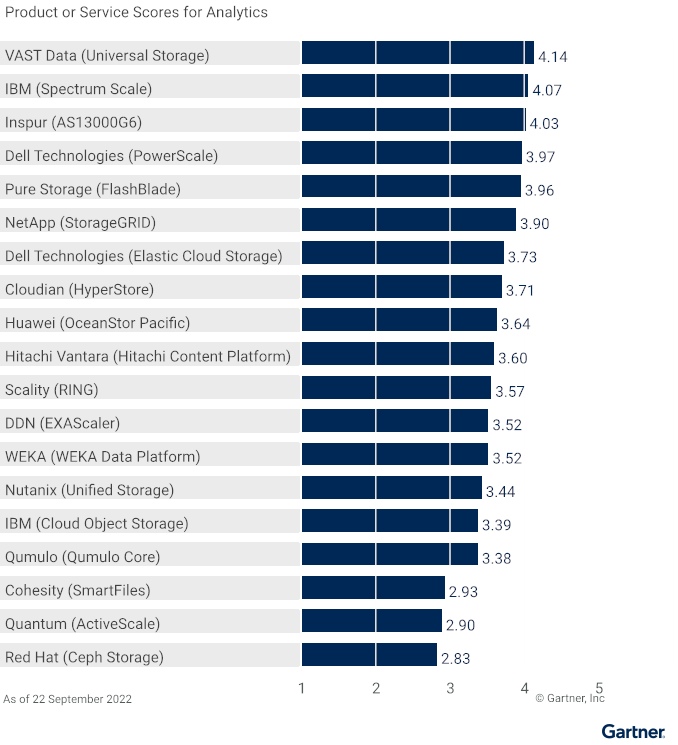 Product or Service Scores for Analytics
VAST Data (Universal Storage) 4.14
IBM (Spectrum Scale) 4.07
Inspur (AS13000G6) 4.03
Dell Technologies (PowerScale) 3.97
Pure Storage (FlashBlade) 3.96
NetApp (StorageGRID) 3.90
Dell Technologies (Elastic Cloud Storage) 3.73
Cloudian (HyperStore) 3.71
Huawei (OceanStor Pacific) 3.64
Hitachi Vantara (Hitachi Content Platform) 3.60
Scality (RING) 3.57
DDN (EXAScaler) 3.52
WEKA (WEKA Data Platform) 3.52
Nutanix (Unified Storage) 3.44
IBM (Cloud Object Storage) 3.39
Qumulo (Qumulo Core) 3.38
Cohesity (SmartFiles) 2.93
Quantum (ActiveScale) 2.90
Red Hat (Ceph Storage) 2.83
1 2 3 4 5
As of 22 September 2022 © Gartner, Inc
Gartner